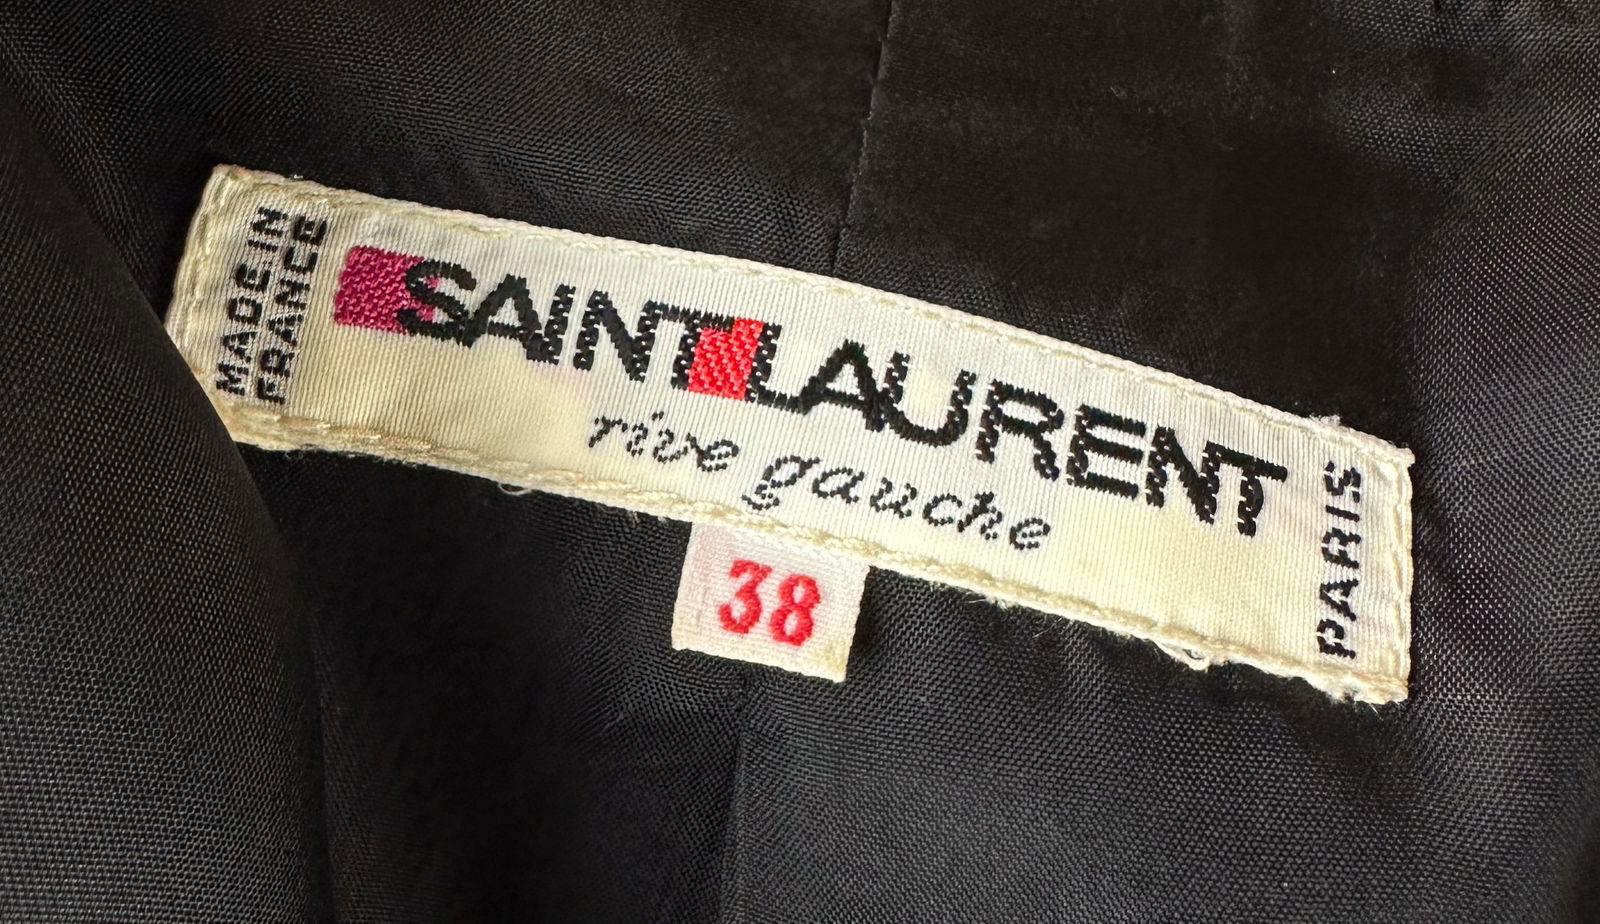 MADE IN
FRANCE
SAINT LAURENT
rive gauche
PARIS
38